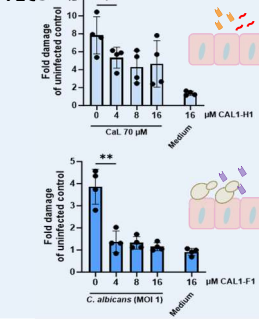 Fold damage
of uninfected control
10
8
6
4
2
0
0 4 8 16 16 μM CAL1-H1
CaL 70 μM
Medium
**
Fold damage
of uninfected control
5
4
3
2
1
0
0 4 8 16 16 μM CAL1-F1
C. albicans (MOI 1)
Medium